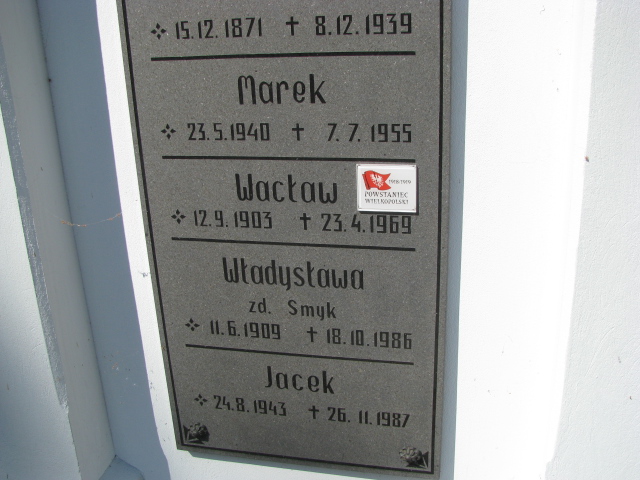 15.12.1871 ✝ 8.12.1939
Marek
23.5.1940 ✝ 7.7.1955
Wacław
1918/1919
POWSTANIEC
WIELKOPOLSKI
12.9.1903 ✝ 23.4.1969
Władysława
zd. Smyk
11.6.1909 ✝ 18.10.1986
Jacek
24.8.1943 ✝ 26.11.1987